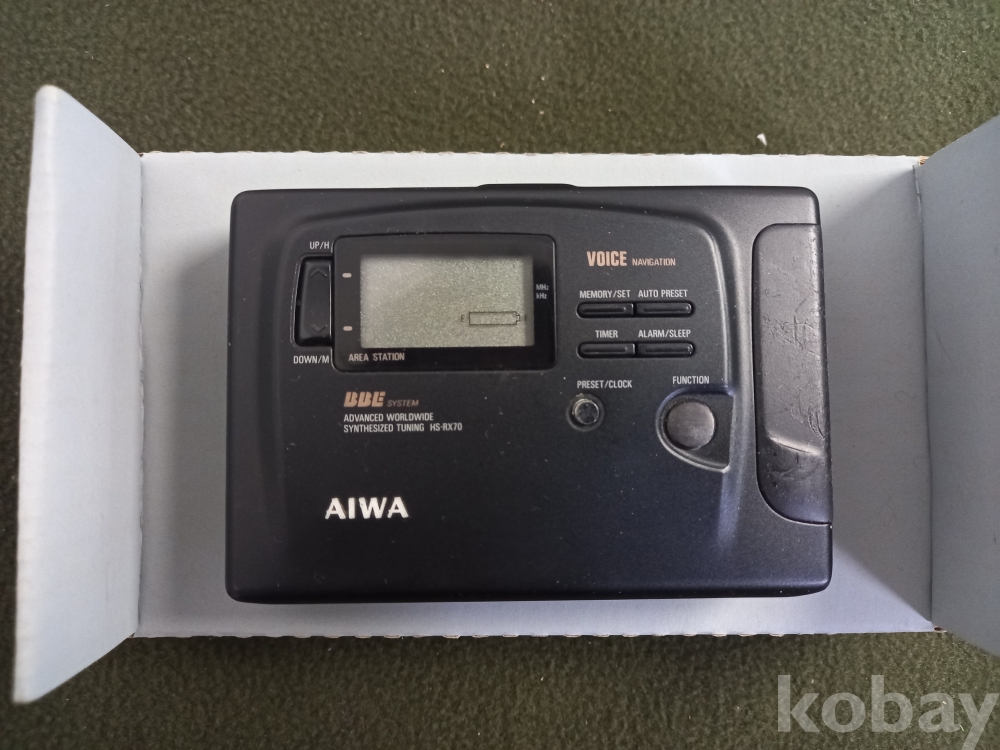 UP/H
MHz
kHz
DOWN/M
AREA STATION
VOICE NAVIGATION
MEMORY/SET AUTO PRESET
TIMER ALARM/SLEEP
PRESET/CLOCK FUNCTION
BBE SYSTEM
ADVANCED WORLDWIDE
SYNTHESIZED TUNING HS-RX70
AIWA
kobay